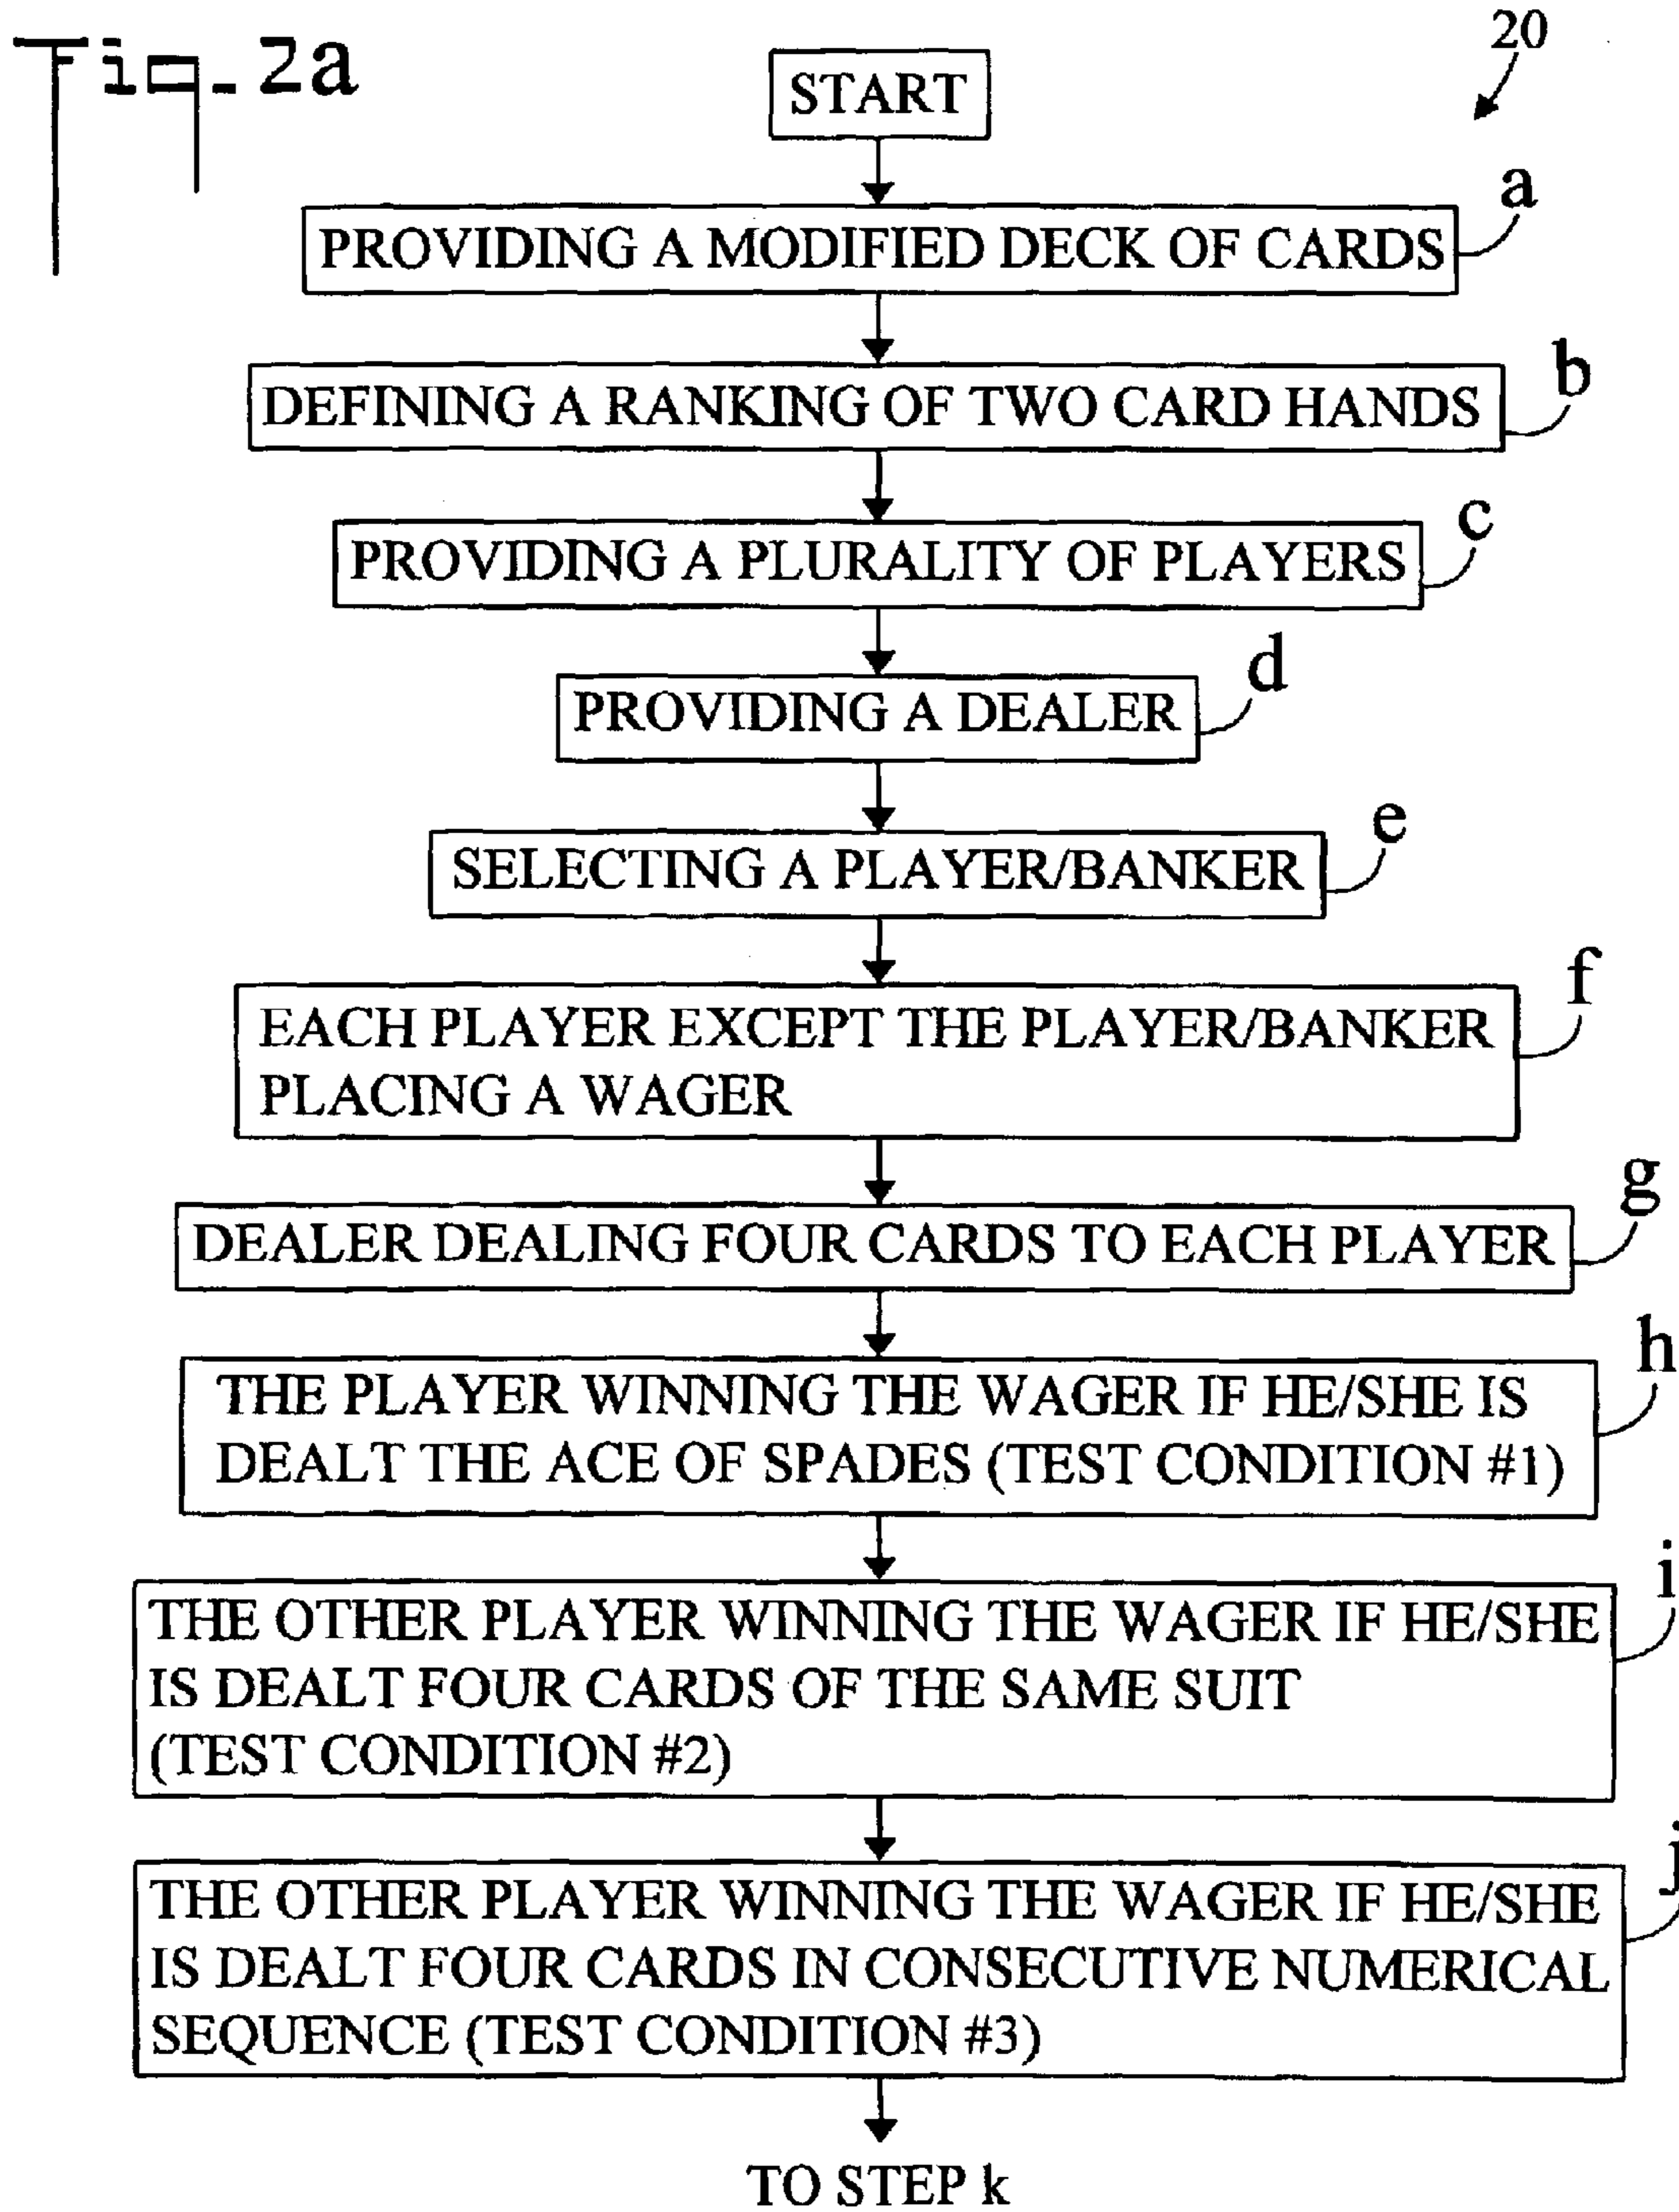 Fig. 2a
20
START
a
PROVIDING A MODIFIED DECK OF CARDS
b
DEFINING A RANKING OF TWO CARD HANDS
c
PROVIDING A PLURALITY OF PLAYERS
d
PROVIDING A DEALER
e
SELECTING A PLAYER/BANKER
f
EACH PLAYER EXCEPT THE PLAYER/BANKER
PLACING A WAGER
g
DEALER DEALING FOUR CARDS TO EACH PLAYER
h
THE PLAYER WINNING THE WAGER IF HE/SHE IS
DEALT THE ACE OF SPADES (TEST CONDITION #1)
i
THE OTHER PLAYER WINNING THE WAGER IF HE/SHE
IS DEALT FOUR CARDS OF THE SAME SUIT
(TEST CONDITION #2)
j
THE OTHER PLAYER WINNING THE WAGER IF HE/SHE
IS DEALT FOUR CARDS IN CONSECUTIVE NUMERICAL
SEQUENCE (TEST CONDITION #3)
TO STEP k